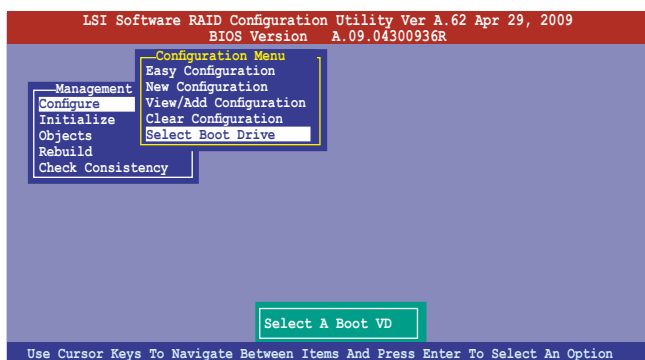 LSI Software RAID Configuration Utility Ver A.62 Apr 29, 2009
BIOS Version A.09.04300936R
Configuration Menu
Easy Configuration
New Configuration
View/Add Configuration
Clear Configuration
Select Boot Drive
Management
Configure
Initialize
Objects
Rebuild
Check Consistency
Select A Boot VD
Use Cursor Keys To Navigate Between Items And Press Enter To Select An Option